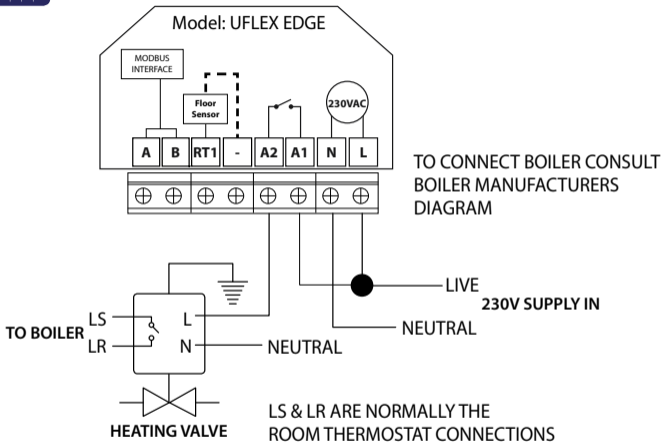 Model: UFLEX EDGE
MODBUS
INTERFACE
Floor
Sensor
230VAC
A B RT1 - A2 A1 N L
TO CONNECT BOILER CONSULT
BOILER MANUFACTURERS
DIAGRAM
LIVE
230V SUPPLY IN
NEUTRAL
TO BOILER
LS
LR
L
N
NEUTRAL
HEATING VALVE
LS & LR ARE NORMALLY THE
ROOM THERMOSTAT CONNECTIONS